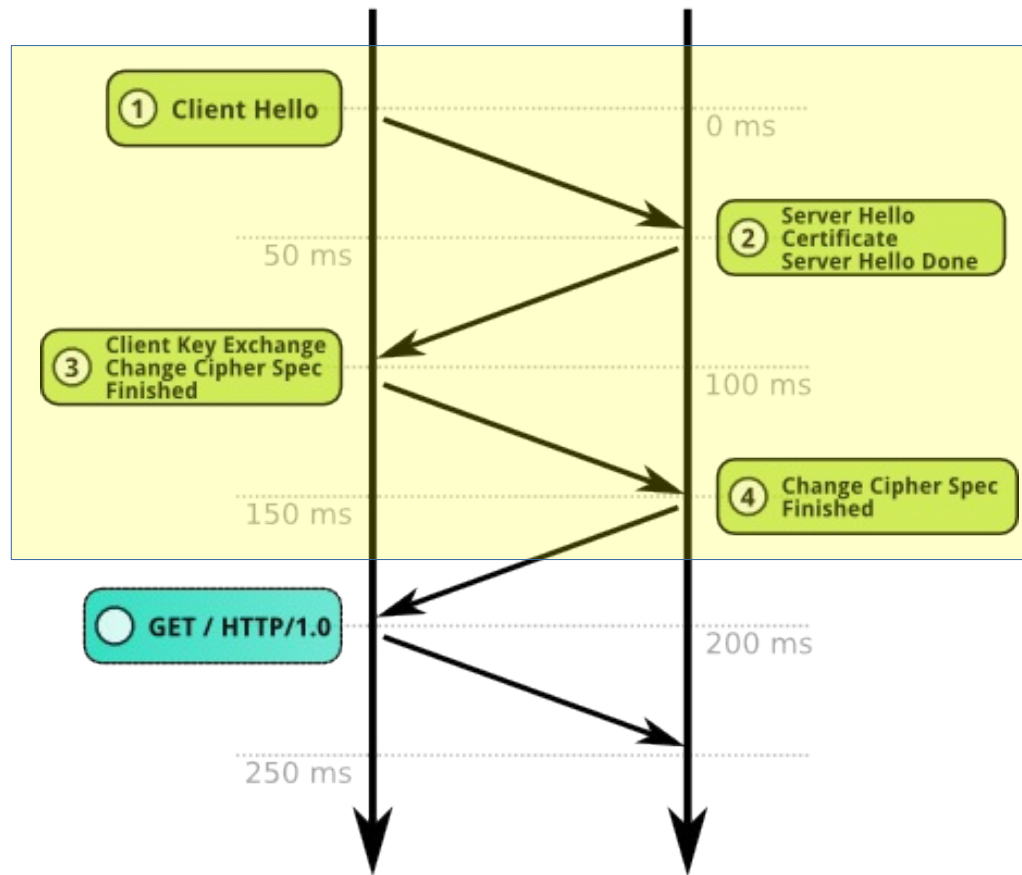 1 Client Hello
0 ms
2 Server Hello
Certificate
Server Hello Done
50 ms
3 Client Key Exchange
Change Cipher Spec
Finished
100 ms
4 Change Cipher Spec
Finished
150 ms
GET / HTTP/1.0
200 ms
250 ms